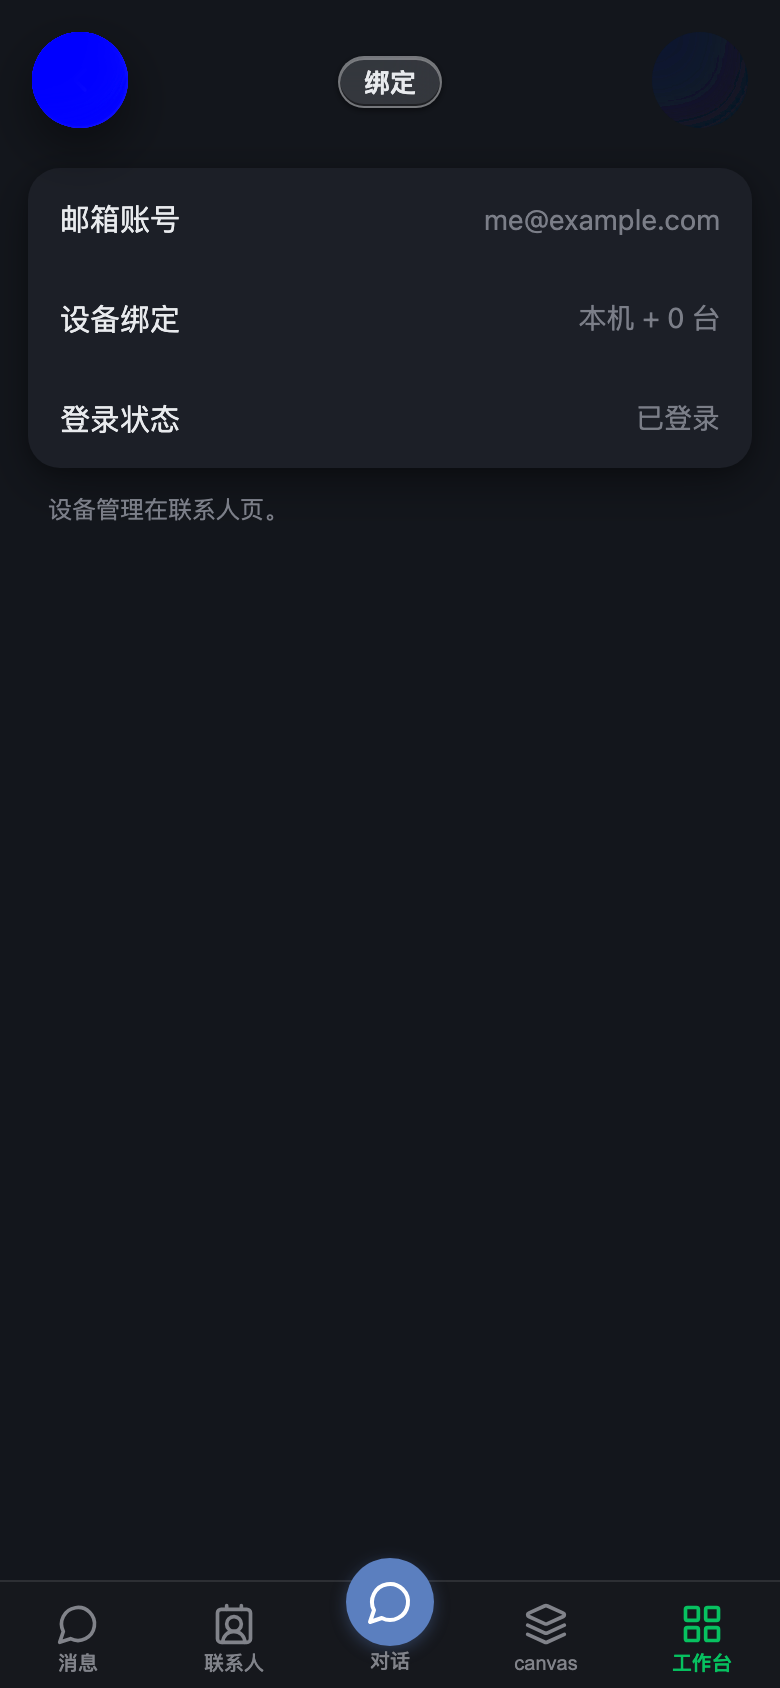 绑定
邮箱账号 me@example.com
设备绑定 本机 + 0 台
登录状态 已登录
设备管理在联系人页。
消息 联系人 对话 canvas 工作台